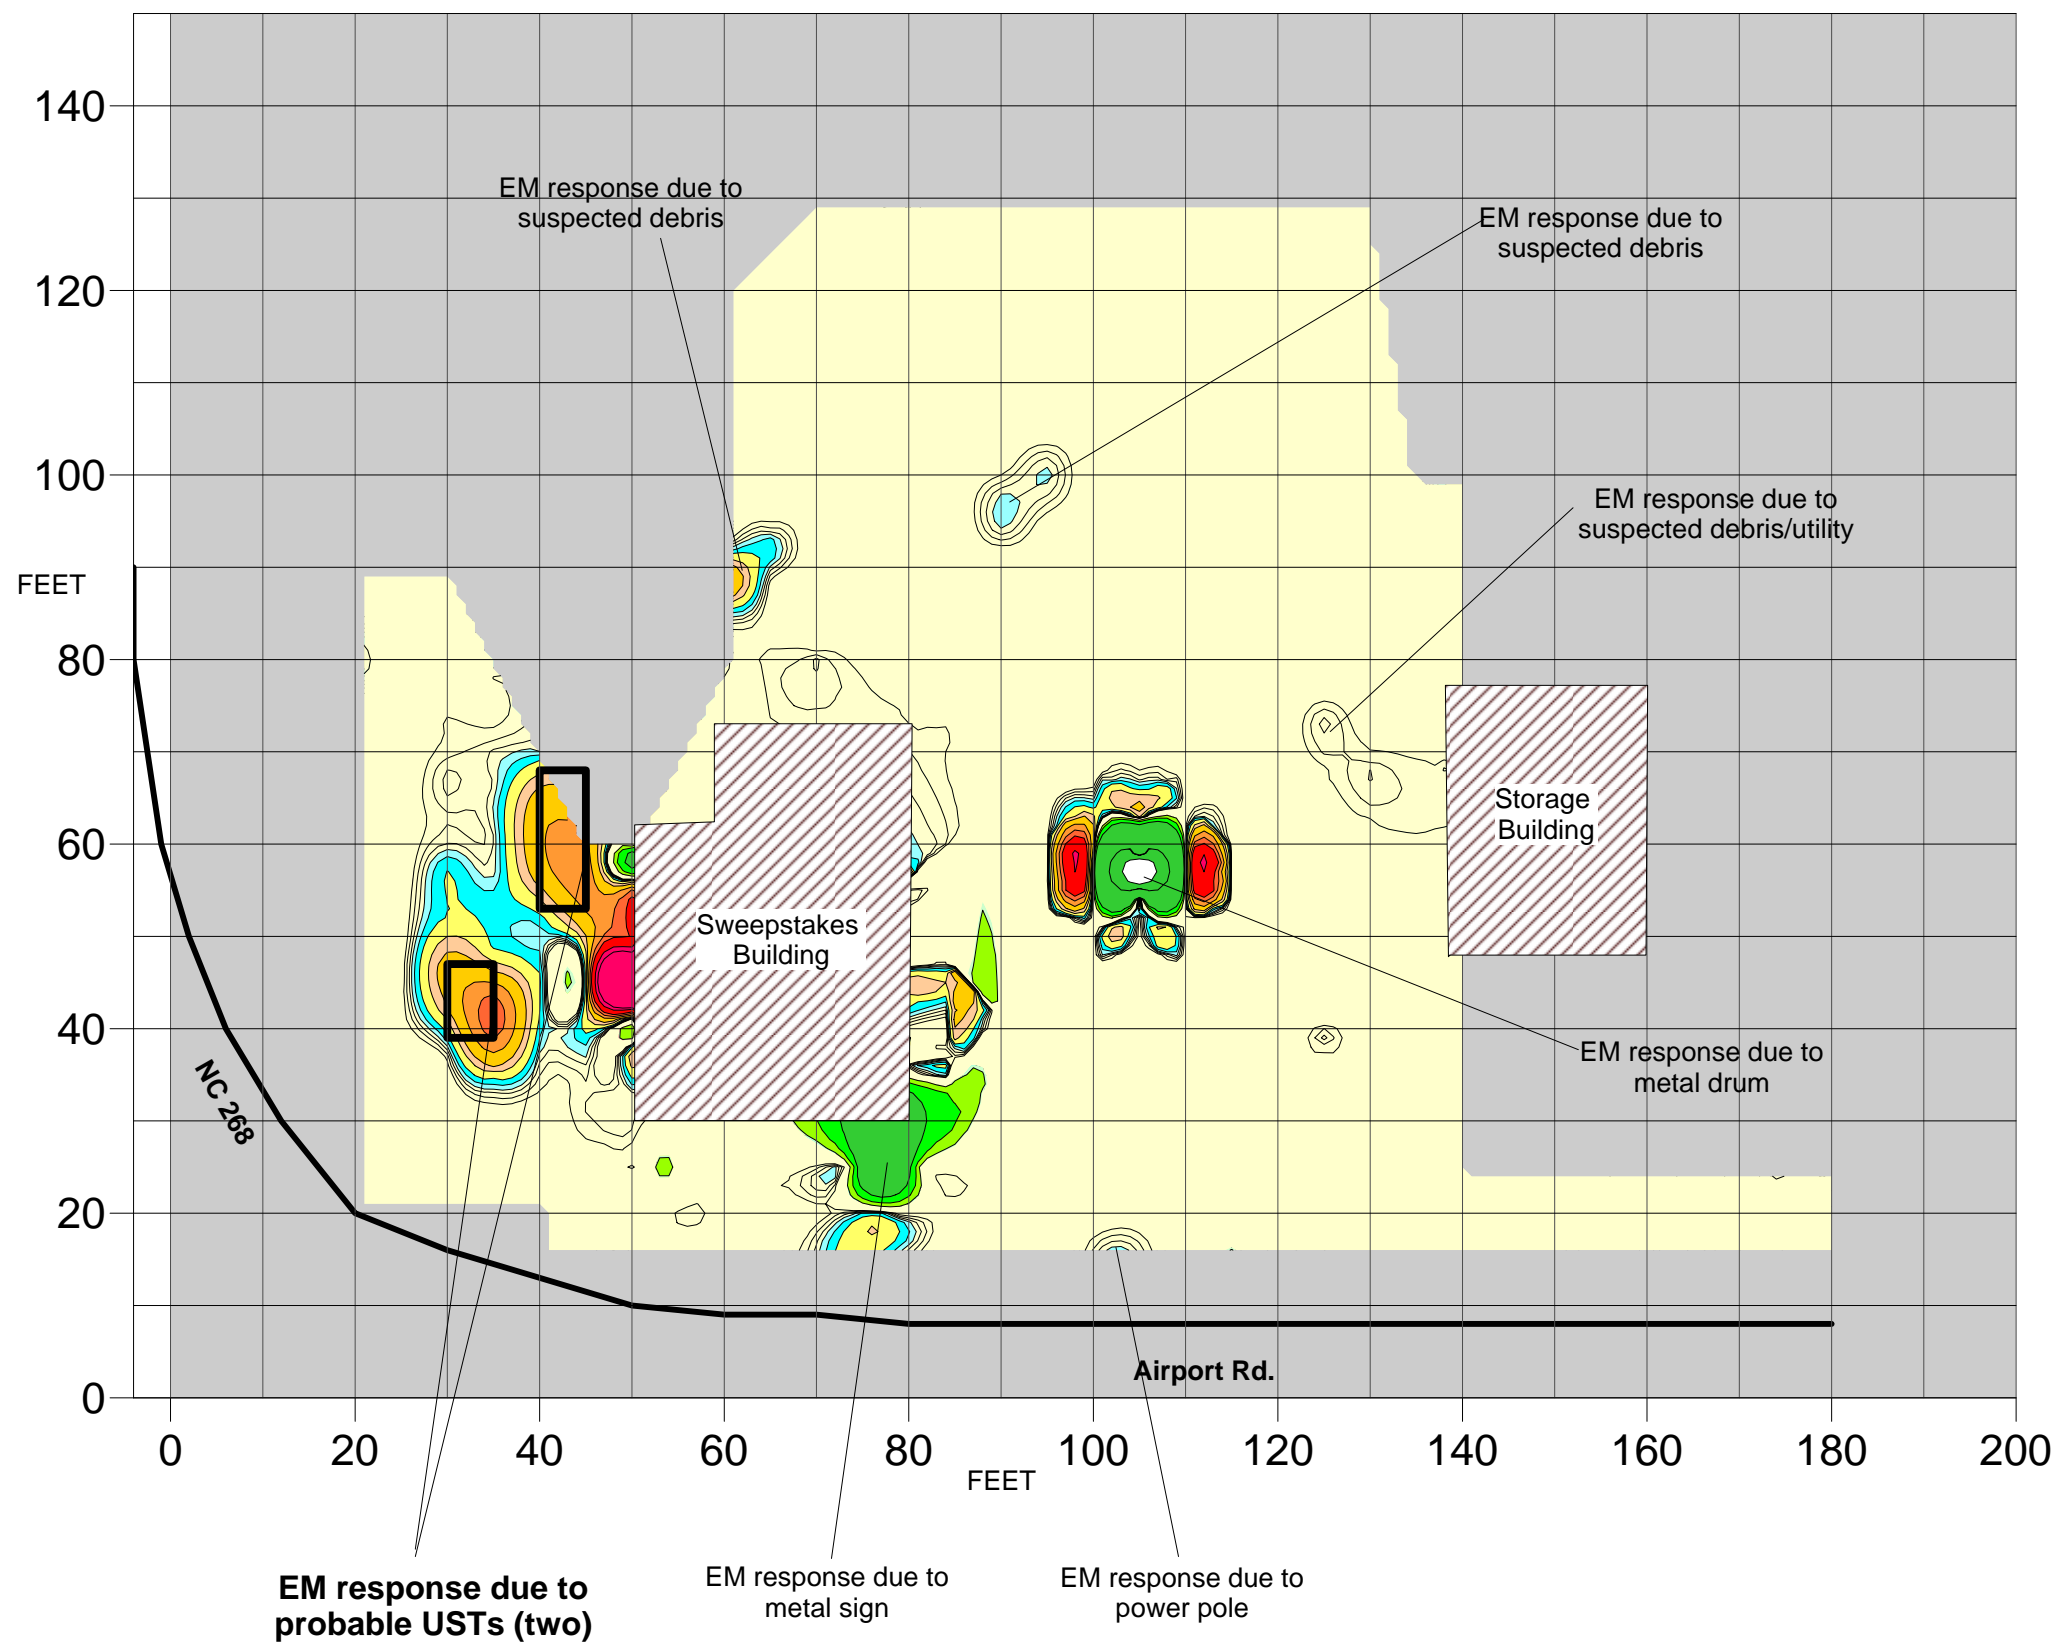 140
EM response due to
suspected debris
EM response due to
suspected debris
120
100
EM response due to
suspected debris/utility
FEET
80
Storage
Building
60
Sweepstakes
Building
40
EM response due to
metal drum
NC 268
20
Airport Rd.
0
0 20 40 60 80 100 120 140 160 180 200
FEET
EM response due to
probable USTs (two)
EM response due to
metal sign
EM response due to
power pole